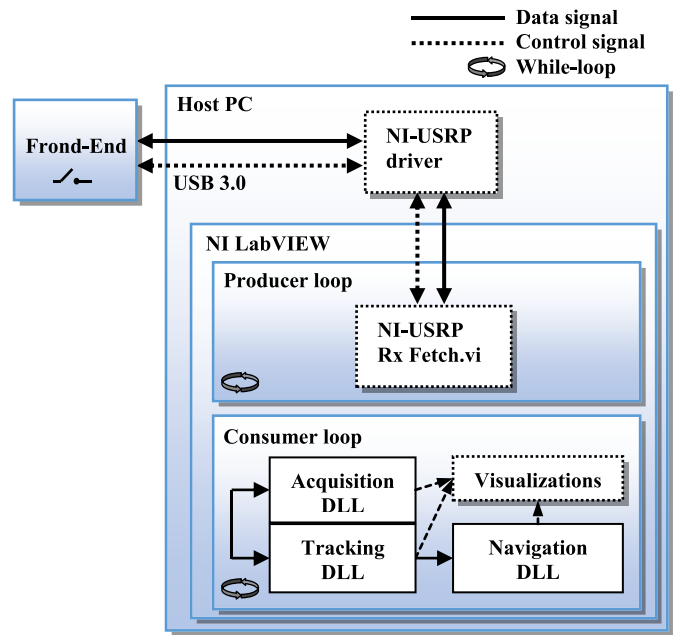 Data signal
Control signal
While-loop
Host PC
Frond-End
NI-USRP
driver
USB 3.0
NI LabVIEW
Producer loop
NI-USRP
Rx Fetch.vi
Consumer loop
Acquisition
DLL
Visualizations
Tracking
DLL
Navigation
DLL